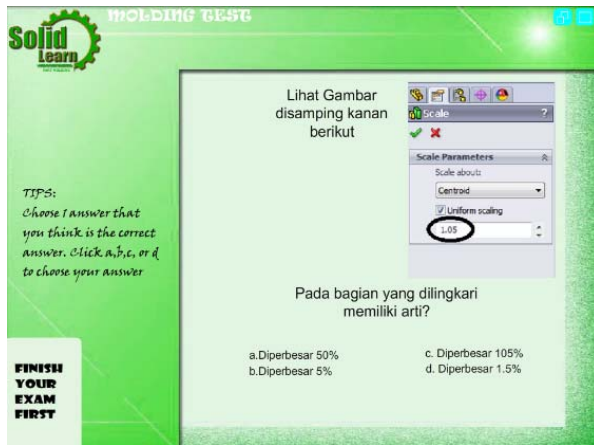 MOLDING TEST
Solid
Learn
Lihat Gambar
disamping kanan
berikut
Scale
?
Scale Parameters
Scale about:
Centroid
Uniform scaling
1.05
TIPS:
Choose 1 answer that
you think is the correct
answer. Click a,b,c, or d
to choose your answer
Pada bagian yang dilingkari
memiliki arti?
a.Diperbesar 50%
b.Diperbesar 5%
c. Diperbesar 105%
d. Diperbesar 1.5%
FINISH
YOUR
EXAM
FIRST